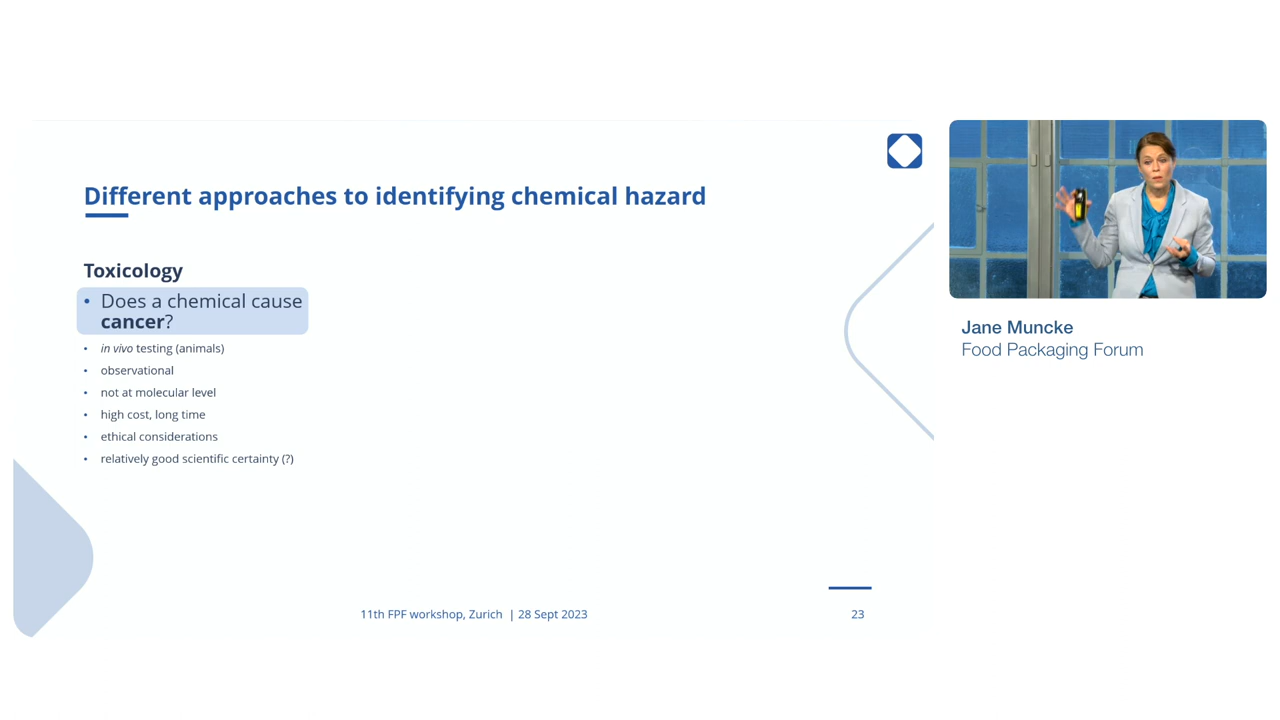 Different approaches to identifying chemical hazard
Toxicology
• Does a chemical cause
cancer?
• in vivo testing (animals)
• observational
• not at molecular level
• high cost, long time
• ethical considerations
• relatively good scientific certainty (?)
11th FPF workshop, Zurich | 28 Sept 2023
23
Jane Muncke
Food Packaging Forum